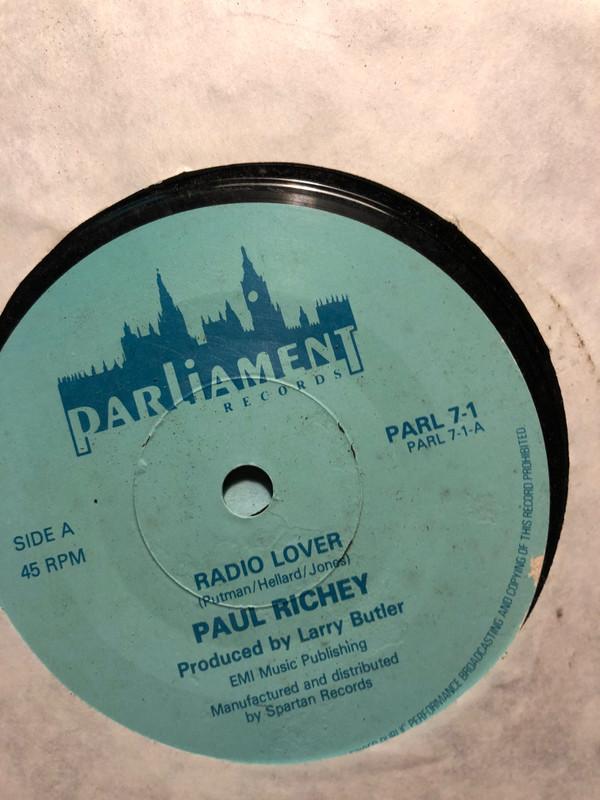 PARLIAMENT
RECORDS
PARL 7-1
PARL 7-1-A
SIDE A
45 RPM
RADIO LOVER
(Rutman/Hellard/Jones)
PAUL RICHEY
Produced by Larry Butler
EMI Music Publishing
Manufactured and distributed
by Spartan Records
PUBLIC PERFORMANCE BROADCASTING AND COPYING OF THIS RECORD PROHIBITED